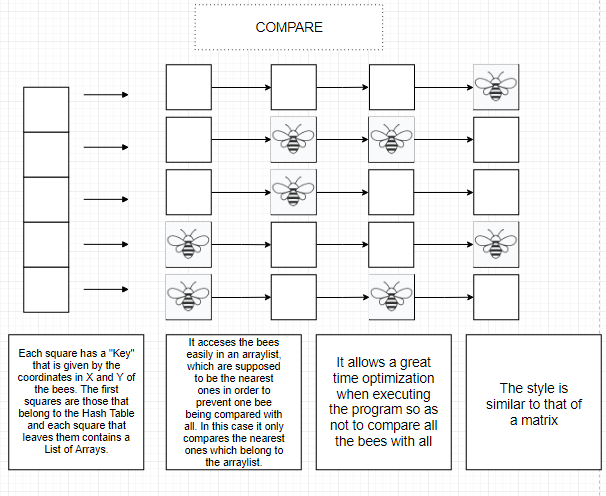 COMPARE
Each square has a "Key"
that is given by the
coordinates in X and Y of
the bees. The first
squares are those that
belong to the Hash Table
and each square that
leaves them contains a
List of Arrays.
It acceses the bees
easily in an arraylist,
which are supposed
to be the nearest
ones in order to
prevent one bee
being compared with
all. In this case it only
compares the nearest
ones which belong to
the arraylist.
It allows a great
time optimization
when executing
the program so as
not to compare all
the bees with all
The style is
similar to that of
a matrix